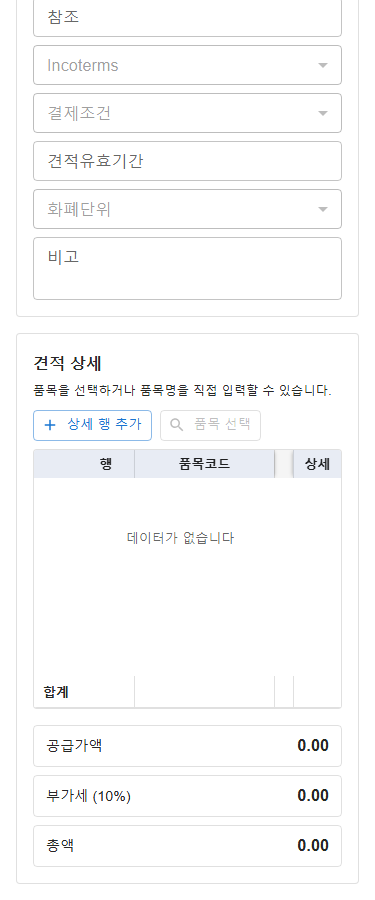 참조
Incoterms
결제조건
견적유효기간
화폐단위
비고
견적 상세
품목을 선택하거나 품목명을 직접 입력할 수 있습니다.
상세 행 추가 품목 선택
행 품목코드 상세
데이터가 없습니다
합계
공급가액 0.00
부가세 (10%) 0.00
총액 0.00